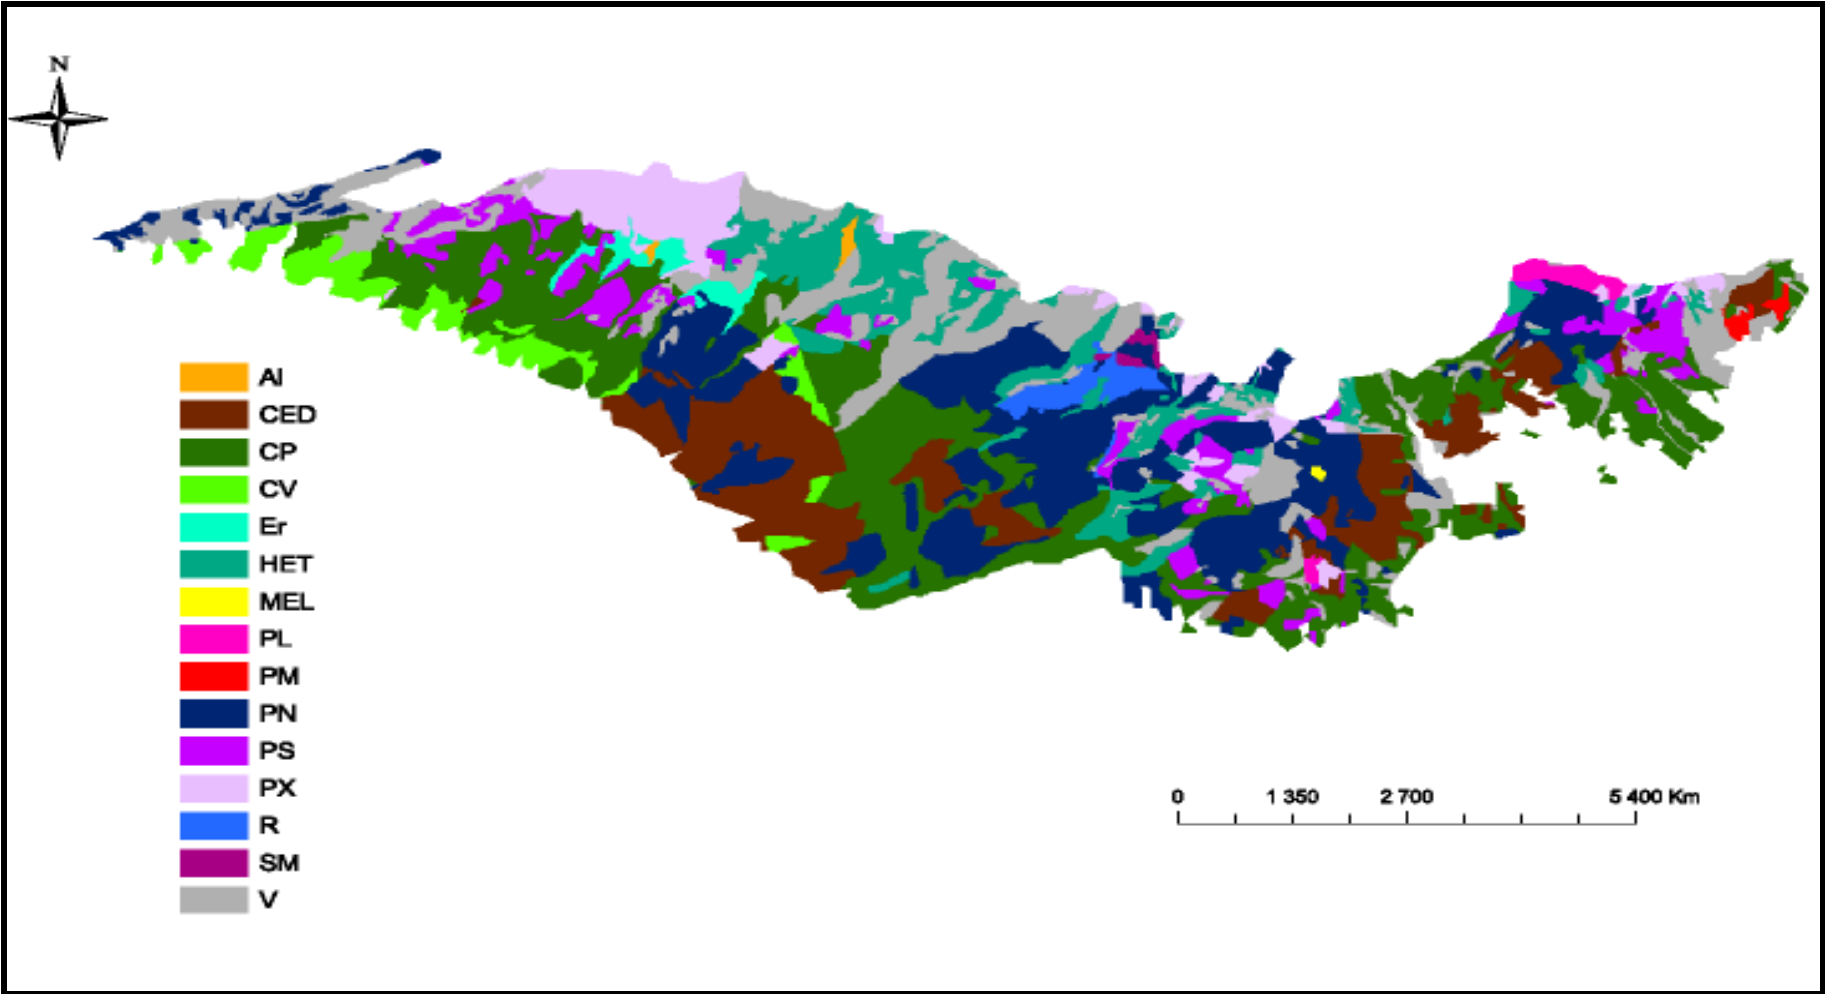 N
Al
CED
CP
CV
Er
HET
MEL
PL
PM
PN
PS
PX
R
SM
V
0 1 350 2 700 5 400 Km